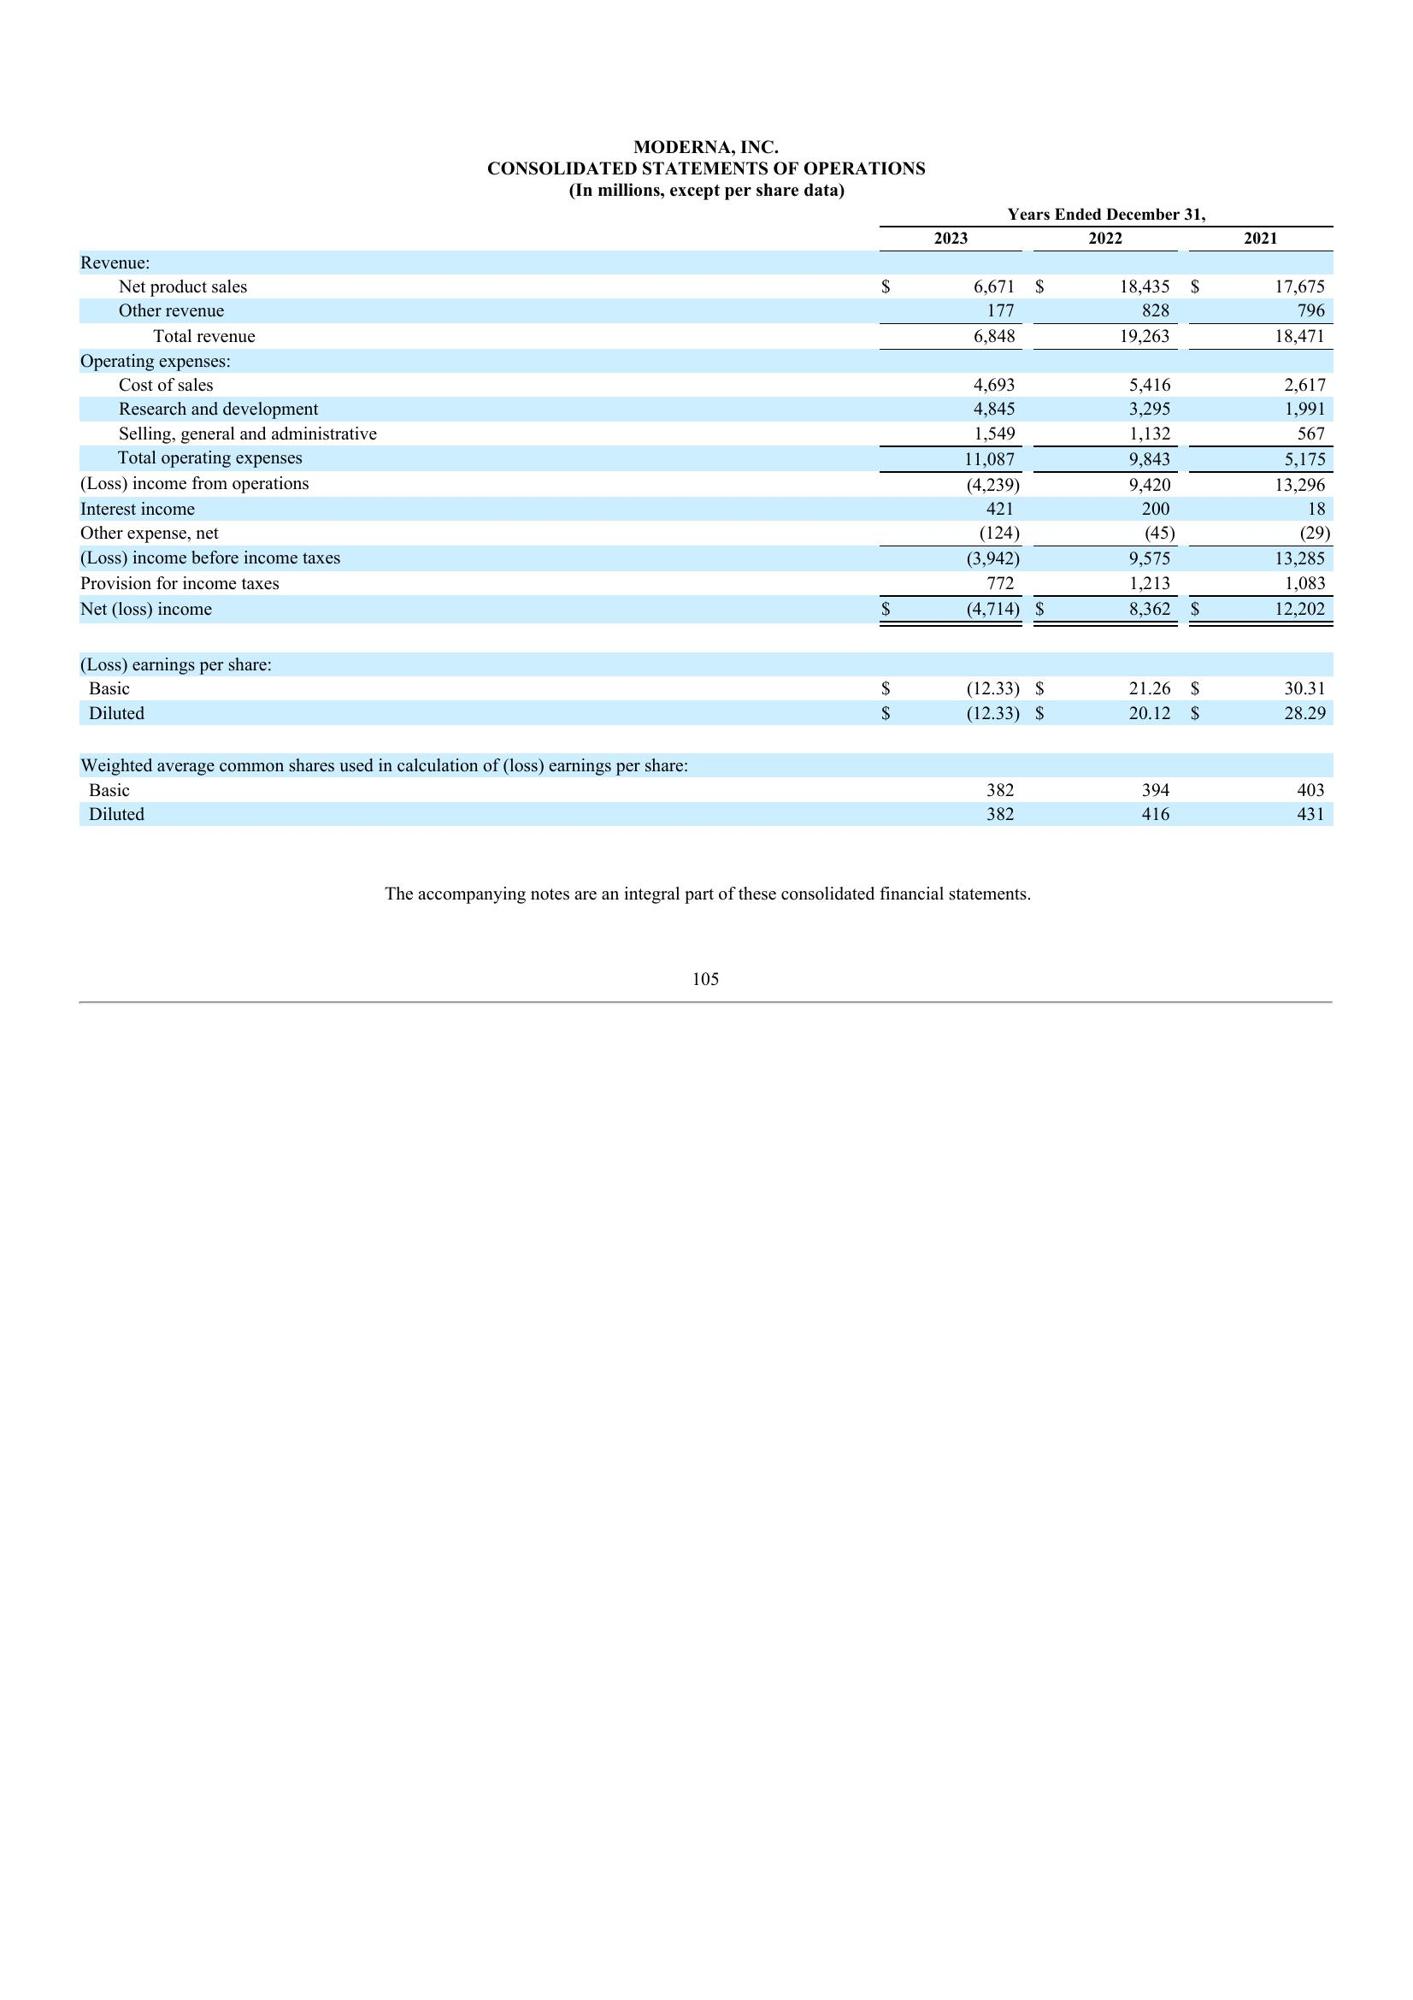 MODERNA, INC.
CONSOLIDATED STATEMENTS OF OPERATIONS
(In millions, except per share data)
Years Ended December 31,
2023 2022 2021
Revenue:
Net product sales $ 6,671 $ 18,435 $ 17,675
Other revenue 177 828 796
Total revenue 6,848 19,263 18,471
Operating expenses:
Cost of sales 4,693 5,416 2,617
Research and development 4,845 3,295 1,991
Selling, general and administrative 1,549 1,132 567
Total operating expenses 11,087 9,843 5,175
(Loss) income from operations (4,239) 9,420 13,296
Interest income 421 200 18
Other expense, net (124) (45) (29)
(Loss) income before income taxes (3,942) 9,575 13,285
Provision for income taxes 772 1,213 1,083
Net (loss) income $ (4,714) $ 8,362 $ 12,202
(Loss) earnings per share:
Basic $ (12.33) $ 21.26 $ 30.31
Diluted $ (12.33) $ 20.12 $ 28.29
Weighted average common shares used in calculation of (loss) earnings per share:
Basic 382 394 403
Diluted 382 416 431
The accompanying notes are an integral part of these consolidated financial statements.
105